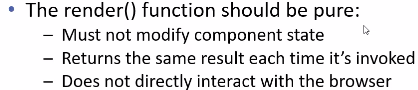 • The render() function should be pure:
– Must not modify component state
– Returns the same result each time it's invoked
– Does not directly interact with the browser